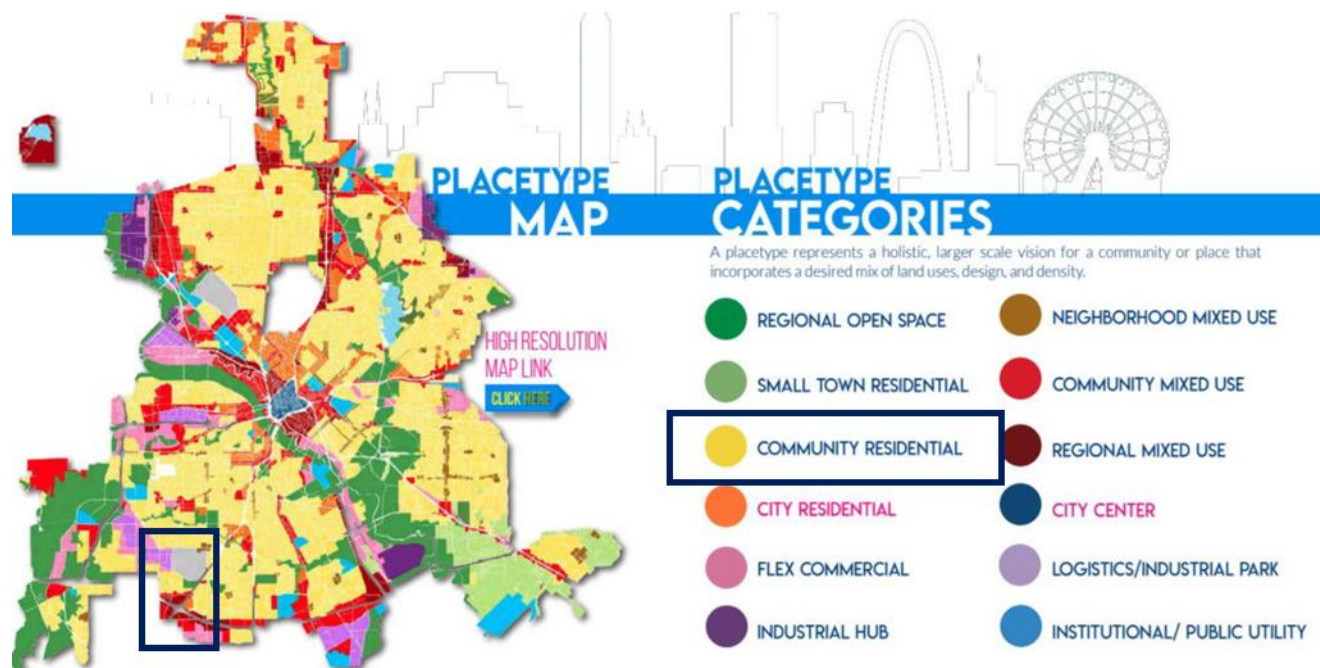 PLACETYPE
MAP
HIGH RESOLUTION
MAP LINK
CLICK HERE
PLACETYPE
CATEGORIES
A placetype represents a holistic, larger scale vision for a community or place that
incorporates a desired mix of land uses, design, and density.
REGIONAL OPEN SPACE
SMALL TOWN RESIDENTIAL
COMMUNITY RESIDENTIAL
CITY RESIDENTIAL
FLEX COMMERCIAL
INDUSTRIAL HUB
NEIGHBORHOOD MIXED USE
COMMUNITY MIXED USE
REGIONAL MIXED USE
CITY CENTER
LOGISTICS/INDUSTRIAL PARK
INSTITUTIONAL/ PUBLIC UTILITY